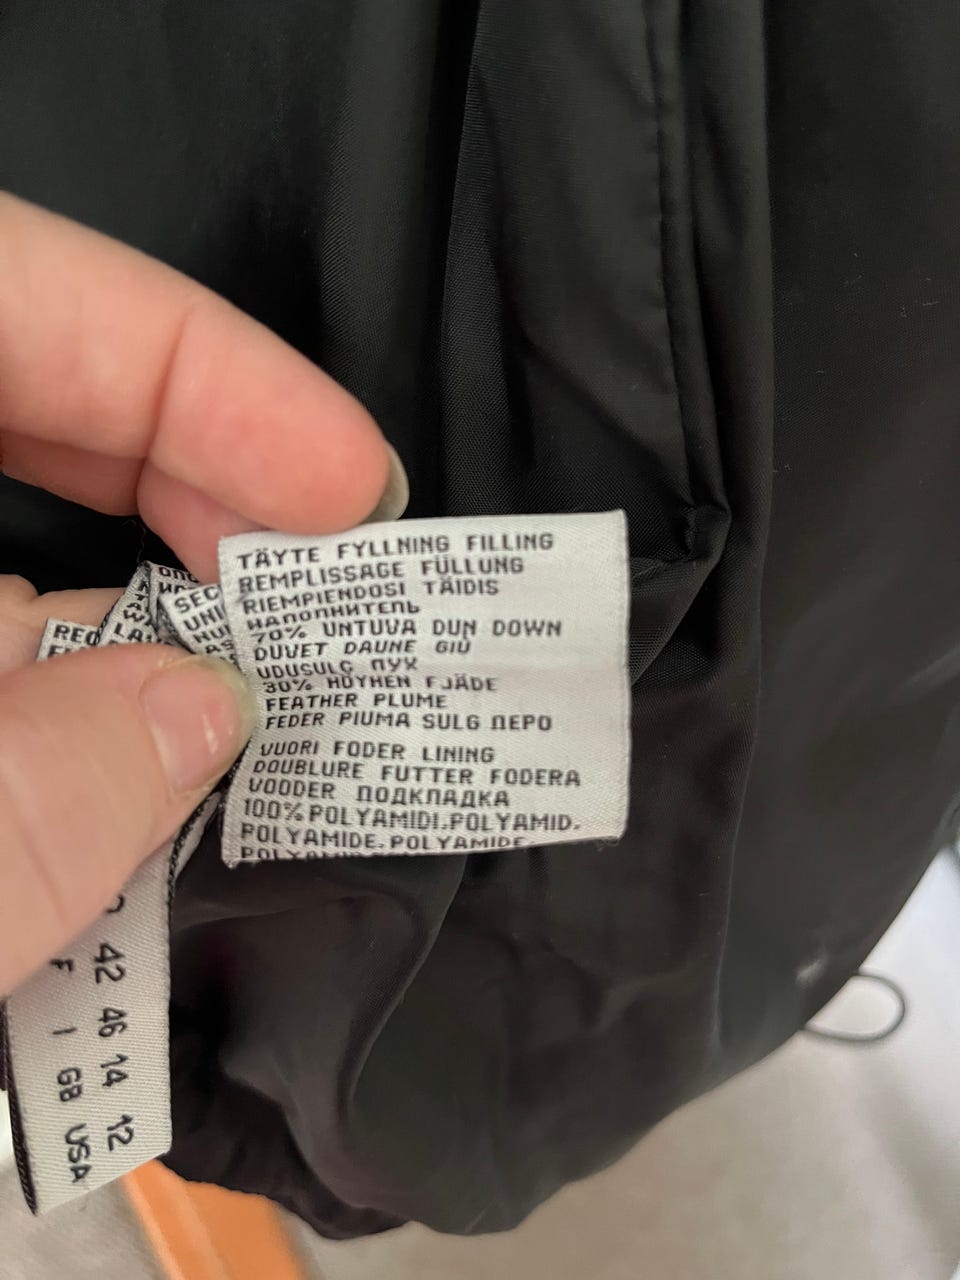 TÄYTE FYLLNING FILLING
REMPLISSAGE FÜLLUNG
RIEMPIENDOSI TÄIDIS
НАПОЛНИТЕЛЬ
70% UNTUVA DUN DOWN
DUVET DAUNE GIÙ
UDUSULG ПУХ
30% HÖYHEN FJÄDE
FEATHER PLUME
FEDER PIUMA SULG ПЕРО
VUORI FODER LINING
DOUBLURE FUTTER FODERA
VOODER ПОДКЛАДКА
100% POLYAMIDI.POLYAMID.
POLYAMIDE.POLYAMIDE.
SEC
UNI
42 46 14 12
F I GB USA